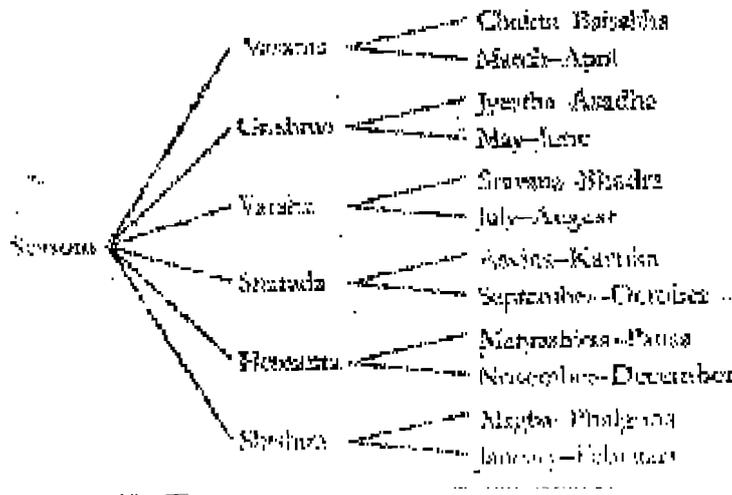 Chaitra–Baisakha
Vasanta
March–April
Jyestha–Asadha
Grishma
May–June
Sravana–Bhadra
Varsha
July–August
Seasons
Asvina–Kartika
Sharada
September–October
Pausa
Hemanta
November–December
Magha–Phalguna
Shishira
January–February